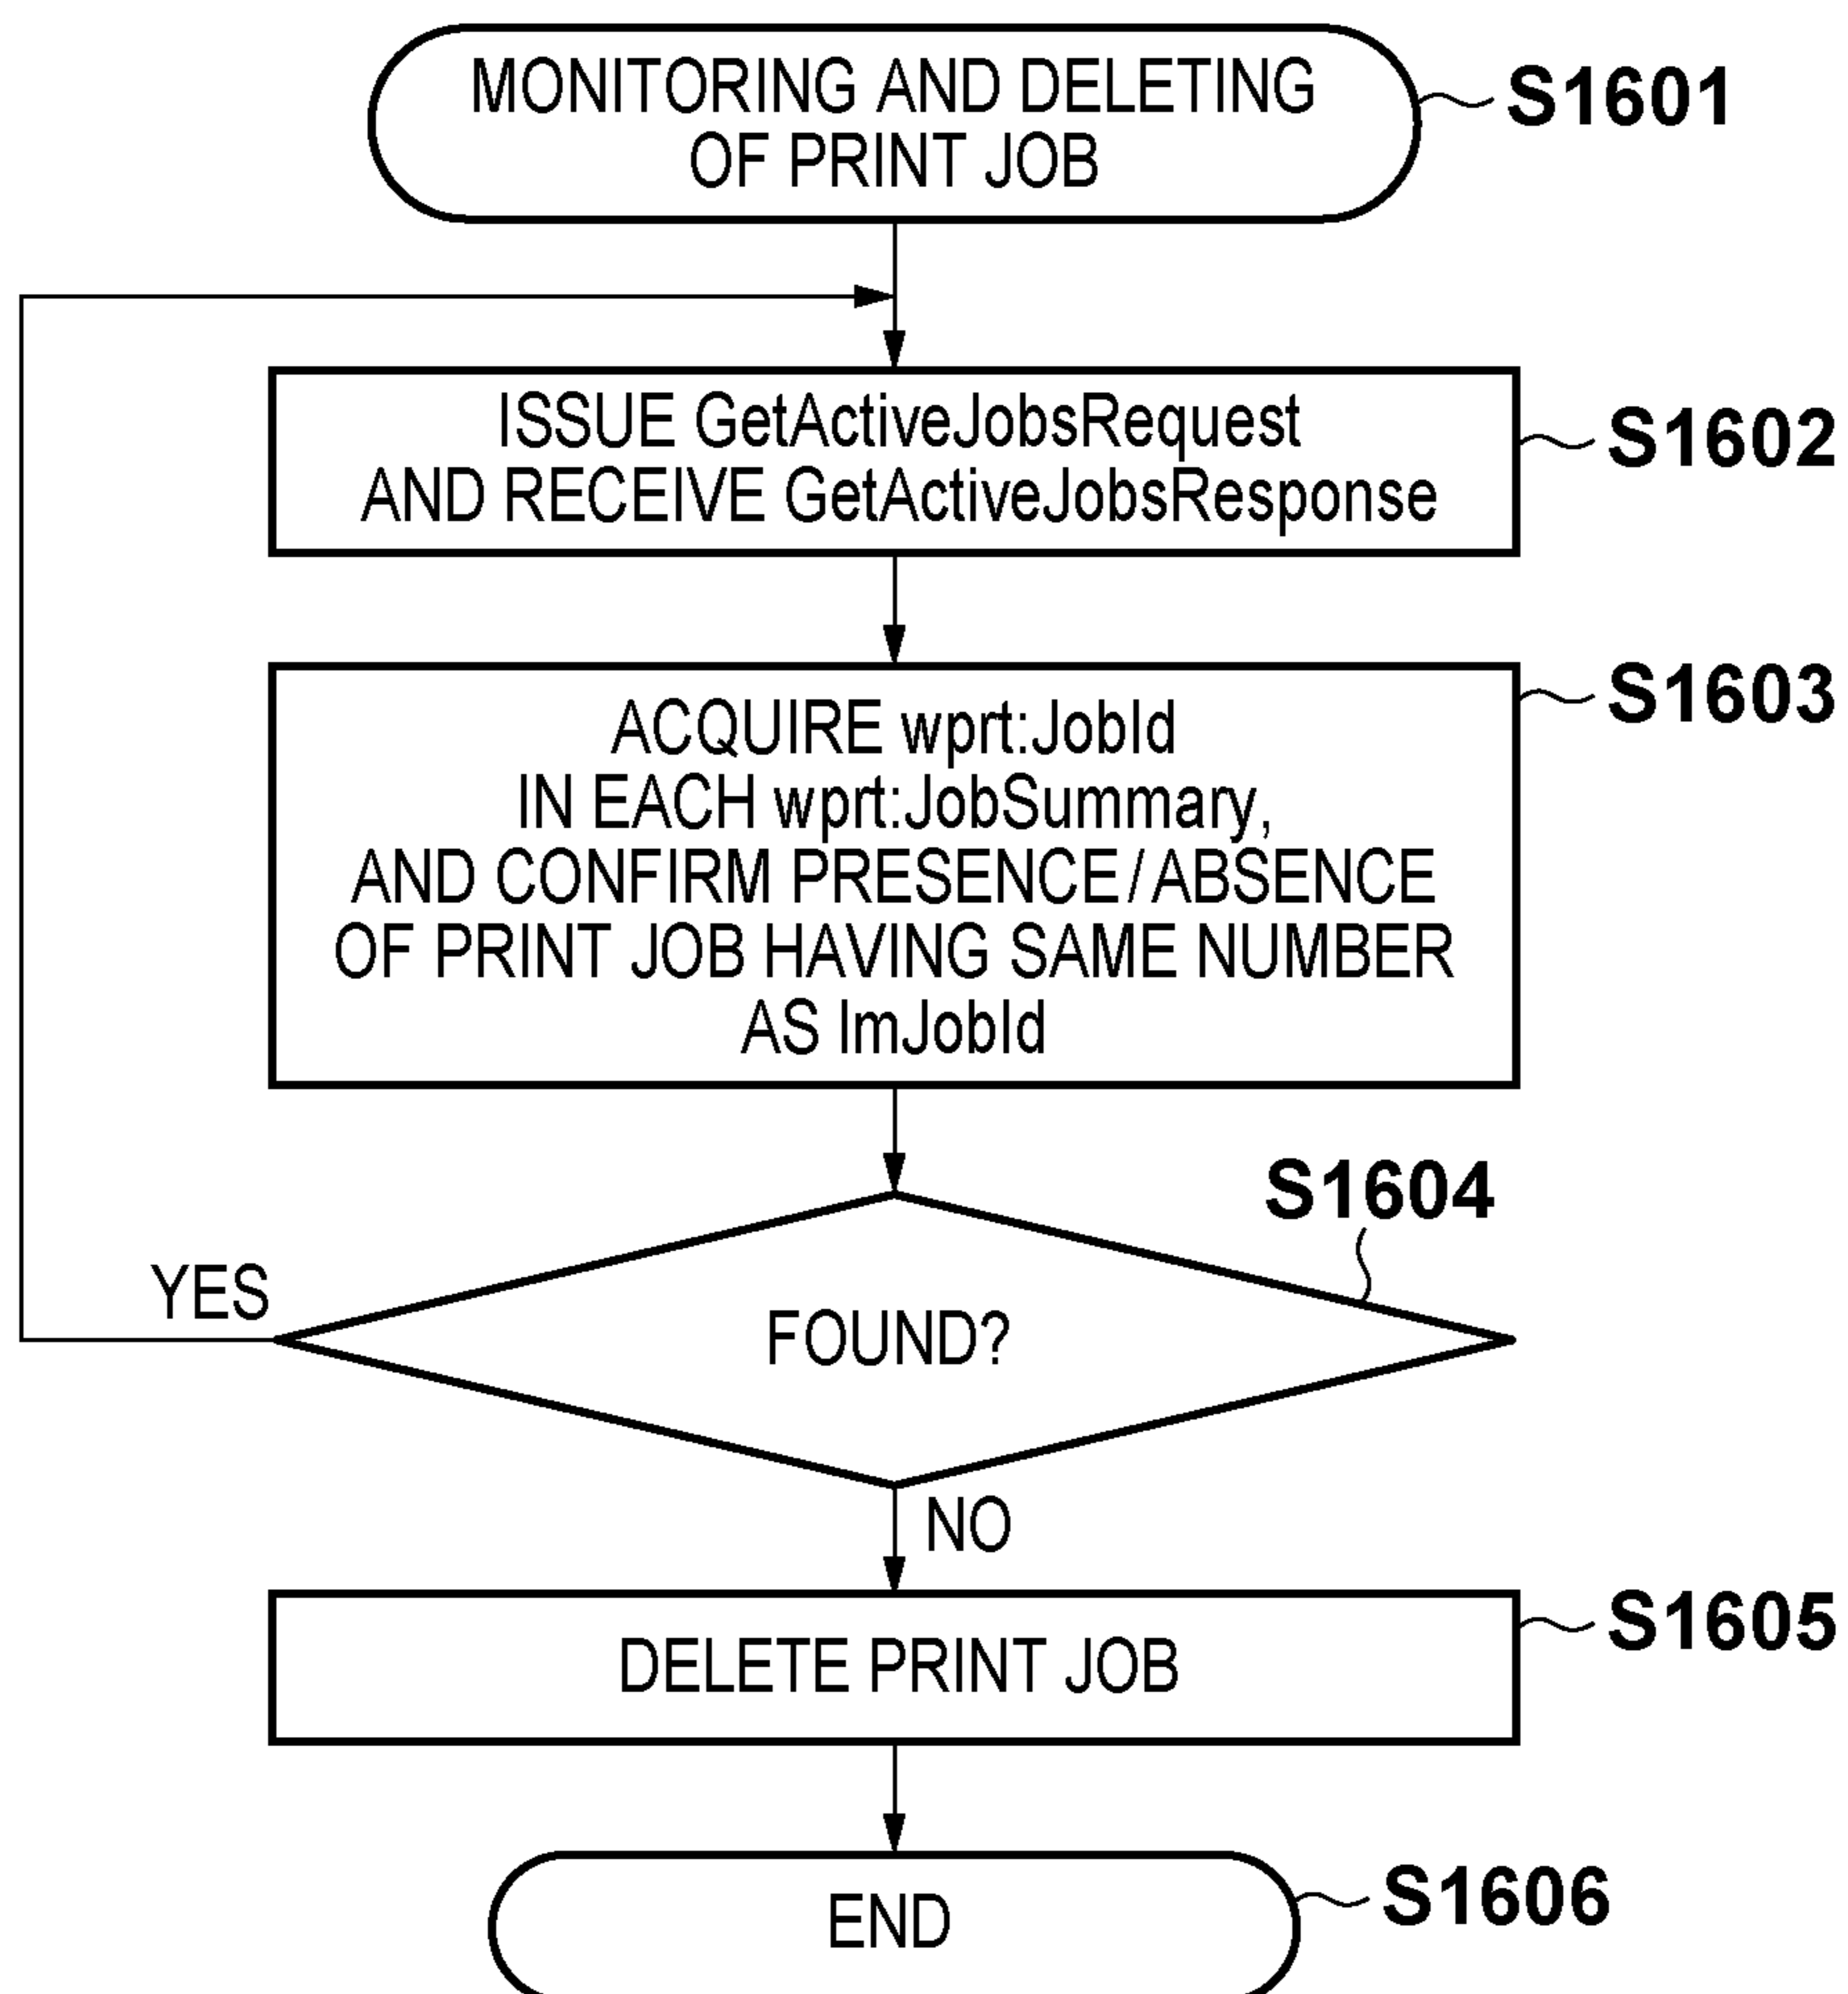 MONITORING AND DELETING
OF PRINT JOB
S1601
ISSUE GetActiveJobsRequest
AND RECEIVE GetActiveJobsResponse
S1602
ACQUIRE wprt:JobId
IN EACH wprt:JobSummary,
AND CONFIRM PRESENCE/ABSENCE
OF PRINT JOB HAVING SAME NUMBER
AS lmJobId
S1603
S1604
YES
FOUND?
NO
DELETE PRINT JOB
S1605
END
S1606